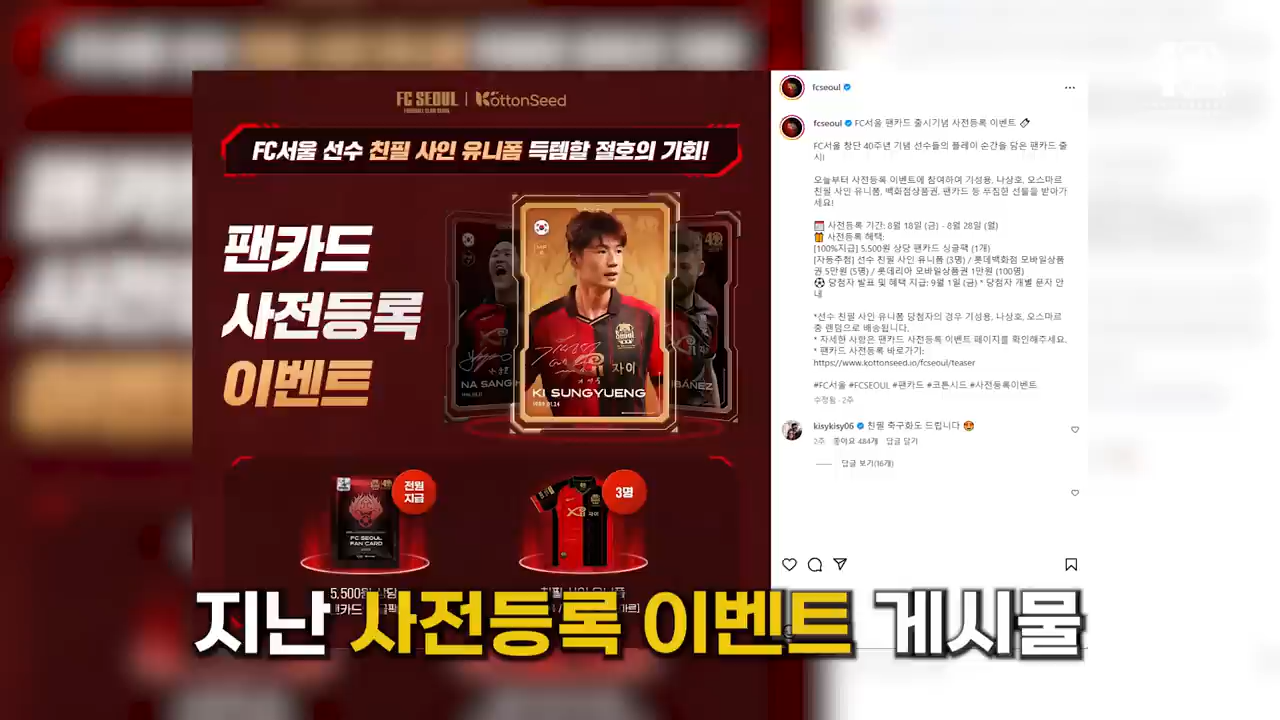 FC SEOUL | KottonSeed
FOOTBALL CLUB SEOUL
FC서울 선수 친필 사인 유니폼 득템할 절호의 기회!
팬카드
사전등록
이벤트
NA SANG H
KI SUNGYUENG
1989.01.24
IBÁÑEZ
자이
전원
지급
3명
FC SEOUL
FAN CARD
5,500원 상당
fcseoul
fcseoul FC서울 팬카드 출시기념 사전등록 이벤트
FC서울 창단 40주년 기념 선수들의 플레이 순간을 담은 팬카드 출
시!
오늘부터 사전등록 이벤트에 참여하여 기성용, 나상호, 오스마르
친필 사인 유니폼, 백화점상품권, 팬카드 등 푸짐한 선물을 받아가
세요!
🗓 사전등록 기간: 8월 18일 (금) - 8월 28일 (월)
🎁 사전등록 혜택:
[100%지급] 5,500원 상당 팬카드 싱글팩 (1개)
[자동추첨] 선수 친필 사인 유니폼 (3명) / 롯데백화점 모바일상품
권 5만원 (5명) / 롯데리아 모바일상품권 1만원 (100명)
⚽ 당첨자 발표 및 혜택 지급: 9월 1일 (금) * 당첨자 개별 문자 안
내
*선수 친필 사인 유니폼 당첨자의 경우 기성용, 나상호, 오스마르
중 랜덤으로 배송됩니다.
* 자세한 사항은 팬카드 사전등록 이벤트 페이지를 확인해주세요.
* 팬카드 사전등록 바로가기:
https://www.kottonseed.io/fcseoul/teaser
#FC서울 #FCSEOUL #팬카드 #코튼시드 #사전등록이벤트
수정됨 · 2주
kisykisy06 친필 축구화도 드립니다 😍
2주 좋아요 484개 답글 달기
답글 보기(16개)
지난 사전등록 이벤트 게시물